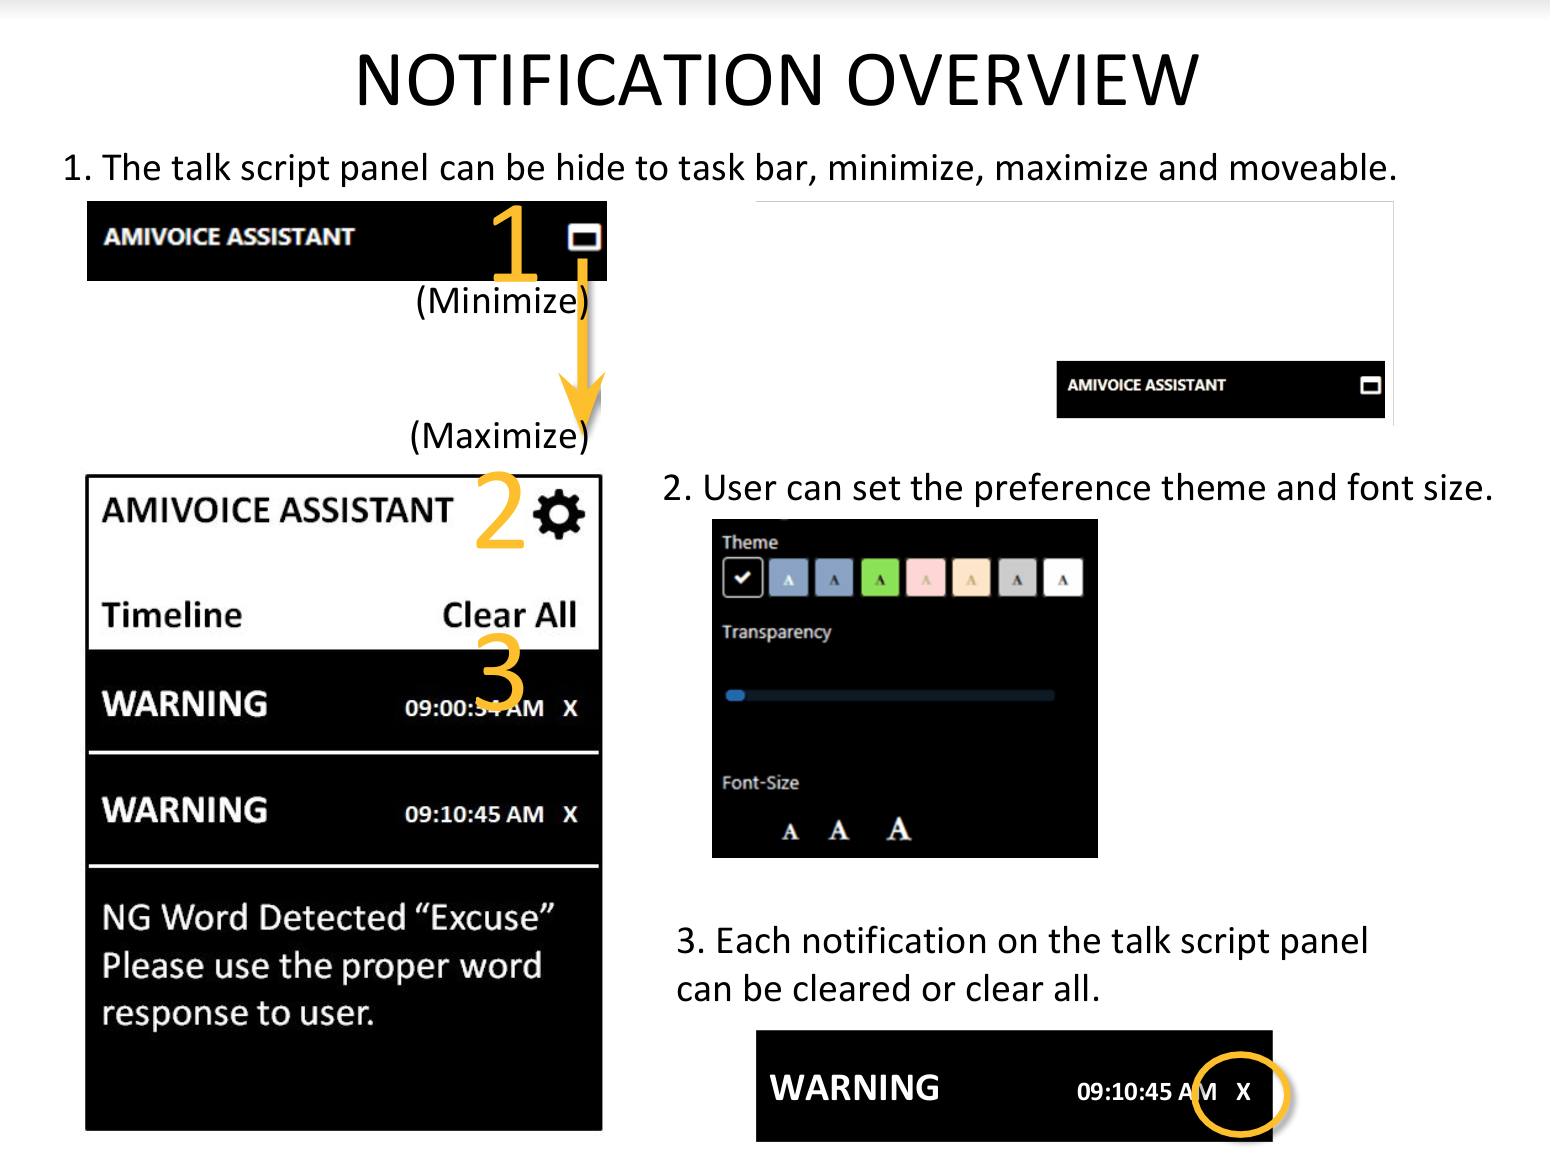 NOTIFICATION OVERVIEW
1. The talk script panel can be hide to task bar, minimize, maximize and moveable.
AMIVOICE ASSISTANT
1
(Minimize)
(Maximize)
AMIVOICE ASSISTANT
AMIVOICE ASSISTANT
2
Timeline Clear All
3
WARNING 09:00:54 AM X
WARNING 09:10:45 AM X
NG Word Detected “Excuse”
Please use the proper word
response to user.
2. User can set the preference theme and font size.
Theme
A A A A A A A
Transparency
Font-Size
A A A
3. Each notification on the talk script panel
can be cleared or clear all.
WARNING 09:10:45 AM X